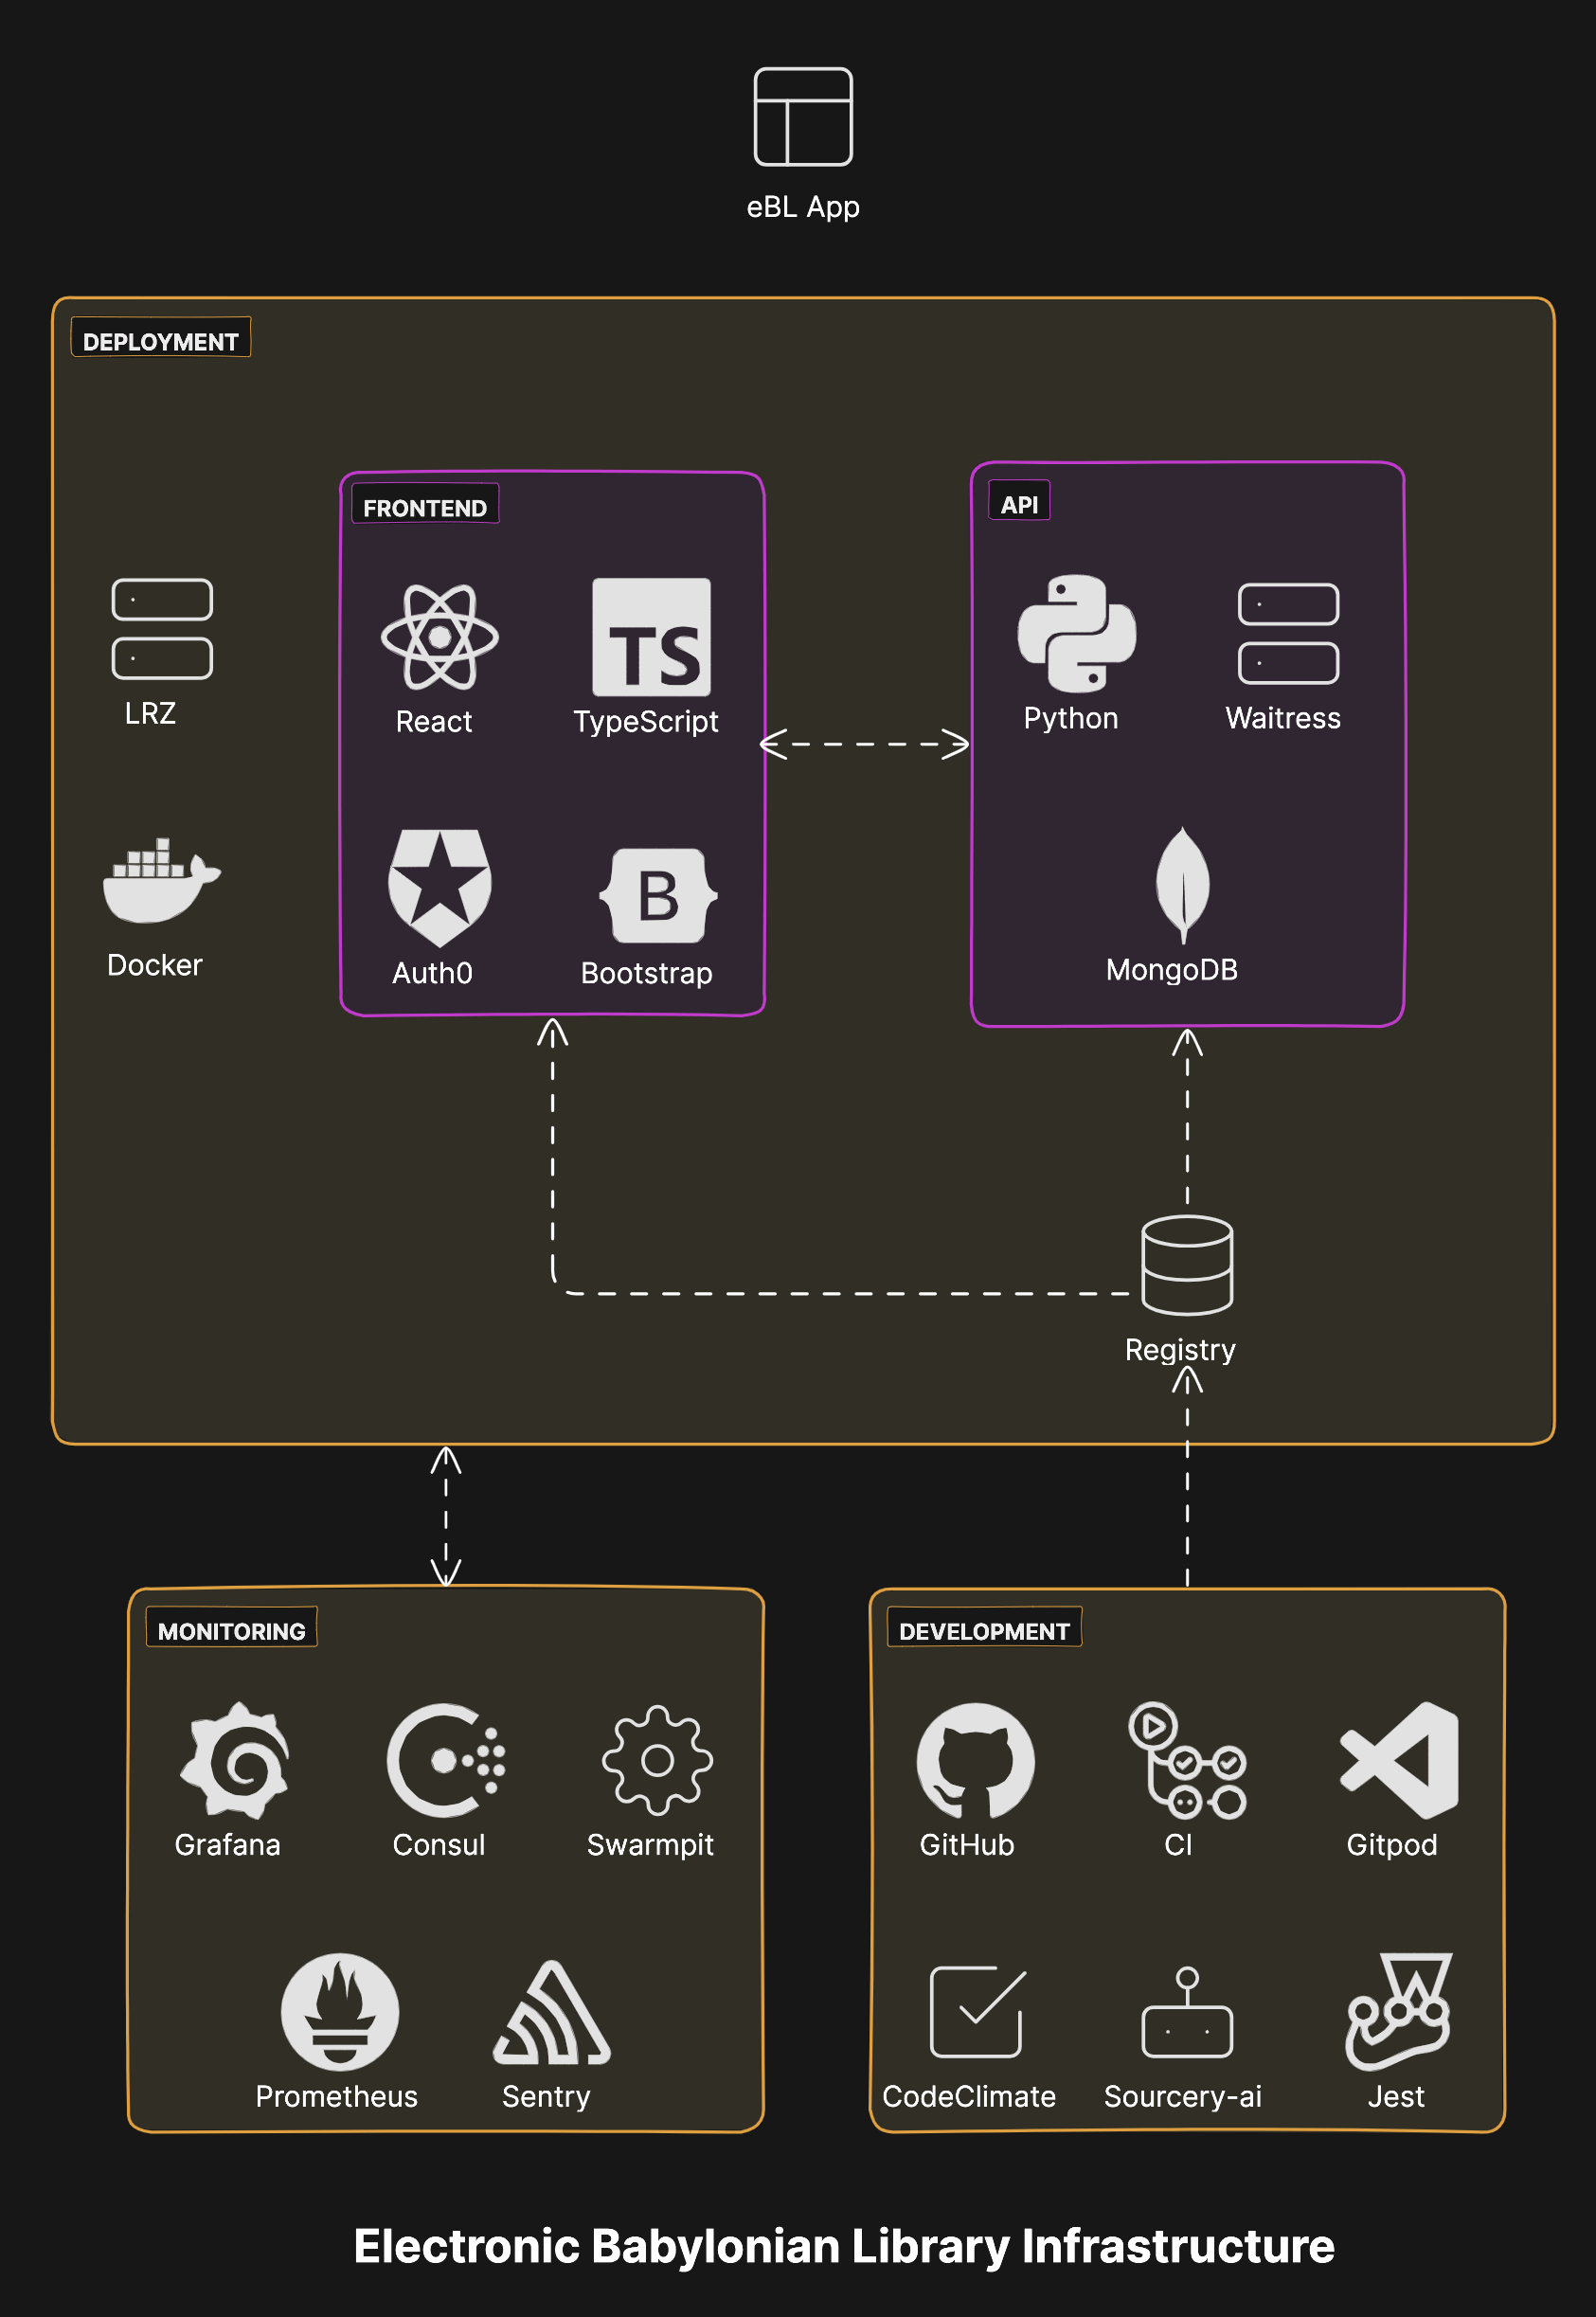 eBL App
DEPLOYMENT
FRONTEND
API
TS
LRZ
React
TypeScript
Python
Waitress
B
Docker
Auth0
Bootstrap
MongoDB
Registry
MONITORING
DEVELOPMENT
Grafana
Consul
Swarmpit
GitHub
CI
Gitpod
Prometheus
Sentry
CodeClimate
Sourcery-ai
Jest
Electronic Babylonian Library Infrastructure